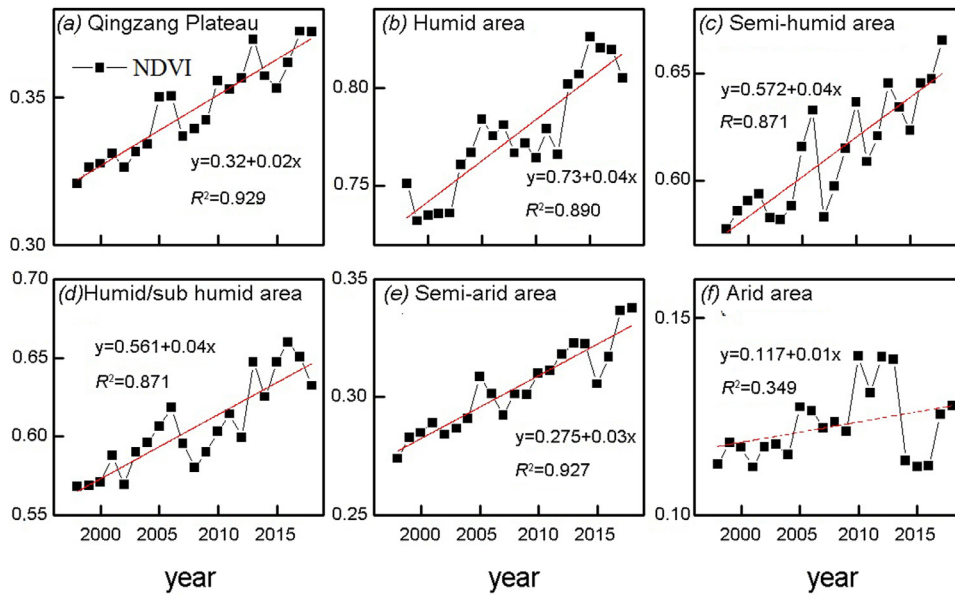 (a) Qingzang Plateau
NDVI
0.35
0.30
y=0.32+0.02x
R²=0.929
(b) Humid area
0.80
0.75
y=0.73+0.04x
R²=0.890
(c) Semi-humid area
0.65
0.60
y=0.572+0.04x
R=0.871
(d)Humid/sub humid area
0.70
0.65
0.60
0.55
y=0.561+0.04x
R²=0.871
2000 2005 2010 2015
year
(e) Semi-arid area
0.35
0.30
0.25
y=0.275+0.03x
R²=0.927
2000 2005 2010 2015
year
(f) Arid area
0.15
0.10
y=0.117+0.01x
R²=0.349
2000 2005 2010 2015
year